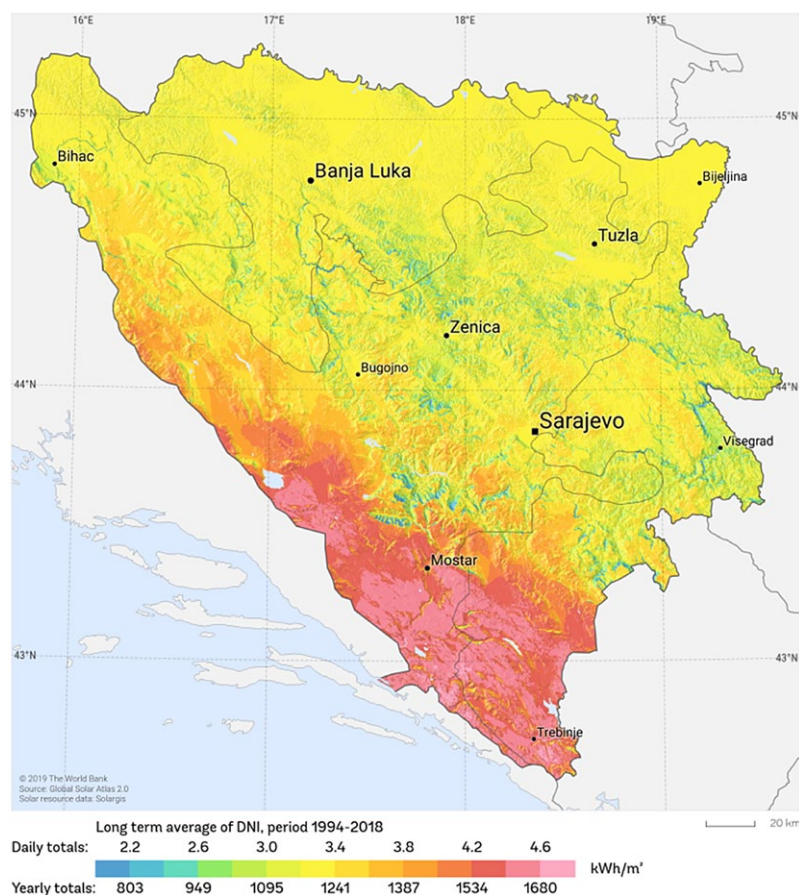 16°E 17°E 18°E 19°E
45°N 45°N
Bihac
Banja Luka
Bijeljina
Tuzla
Zenica
Bugojno
44°N 44°N
Sarajevo
Visegrad
Mostar
43°N 43°N
Trebinje
© 2019 The World Bank
Source: Global Solar Atlas 2.0
Solar resource data: Solargis
Long term average of DNI, period 1994-2018
20 km
Daily totals: 2.2 2.6 3.0 3.4 3.8 4.2 4.6
kWh/m²
Yearly totals: 803 949 1095 1241 1387 1534 1680